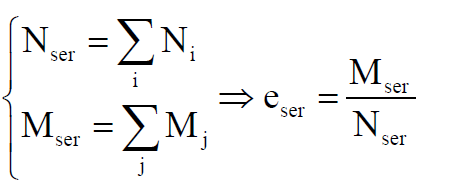 N_ser = ∑_i N_i
M_ser = ∑_j M_j ⇒ e_ser = M_ser / N_ser